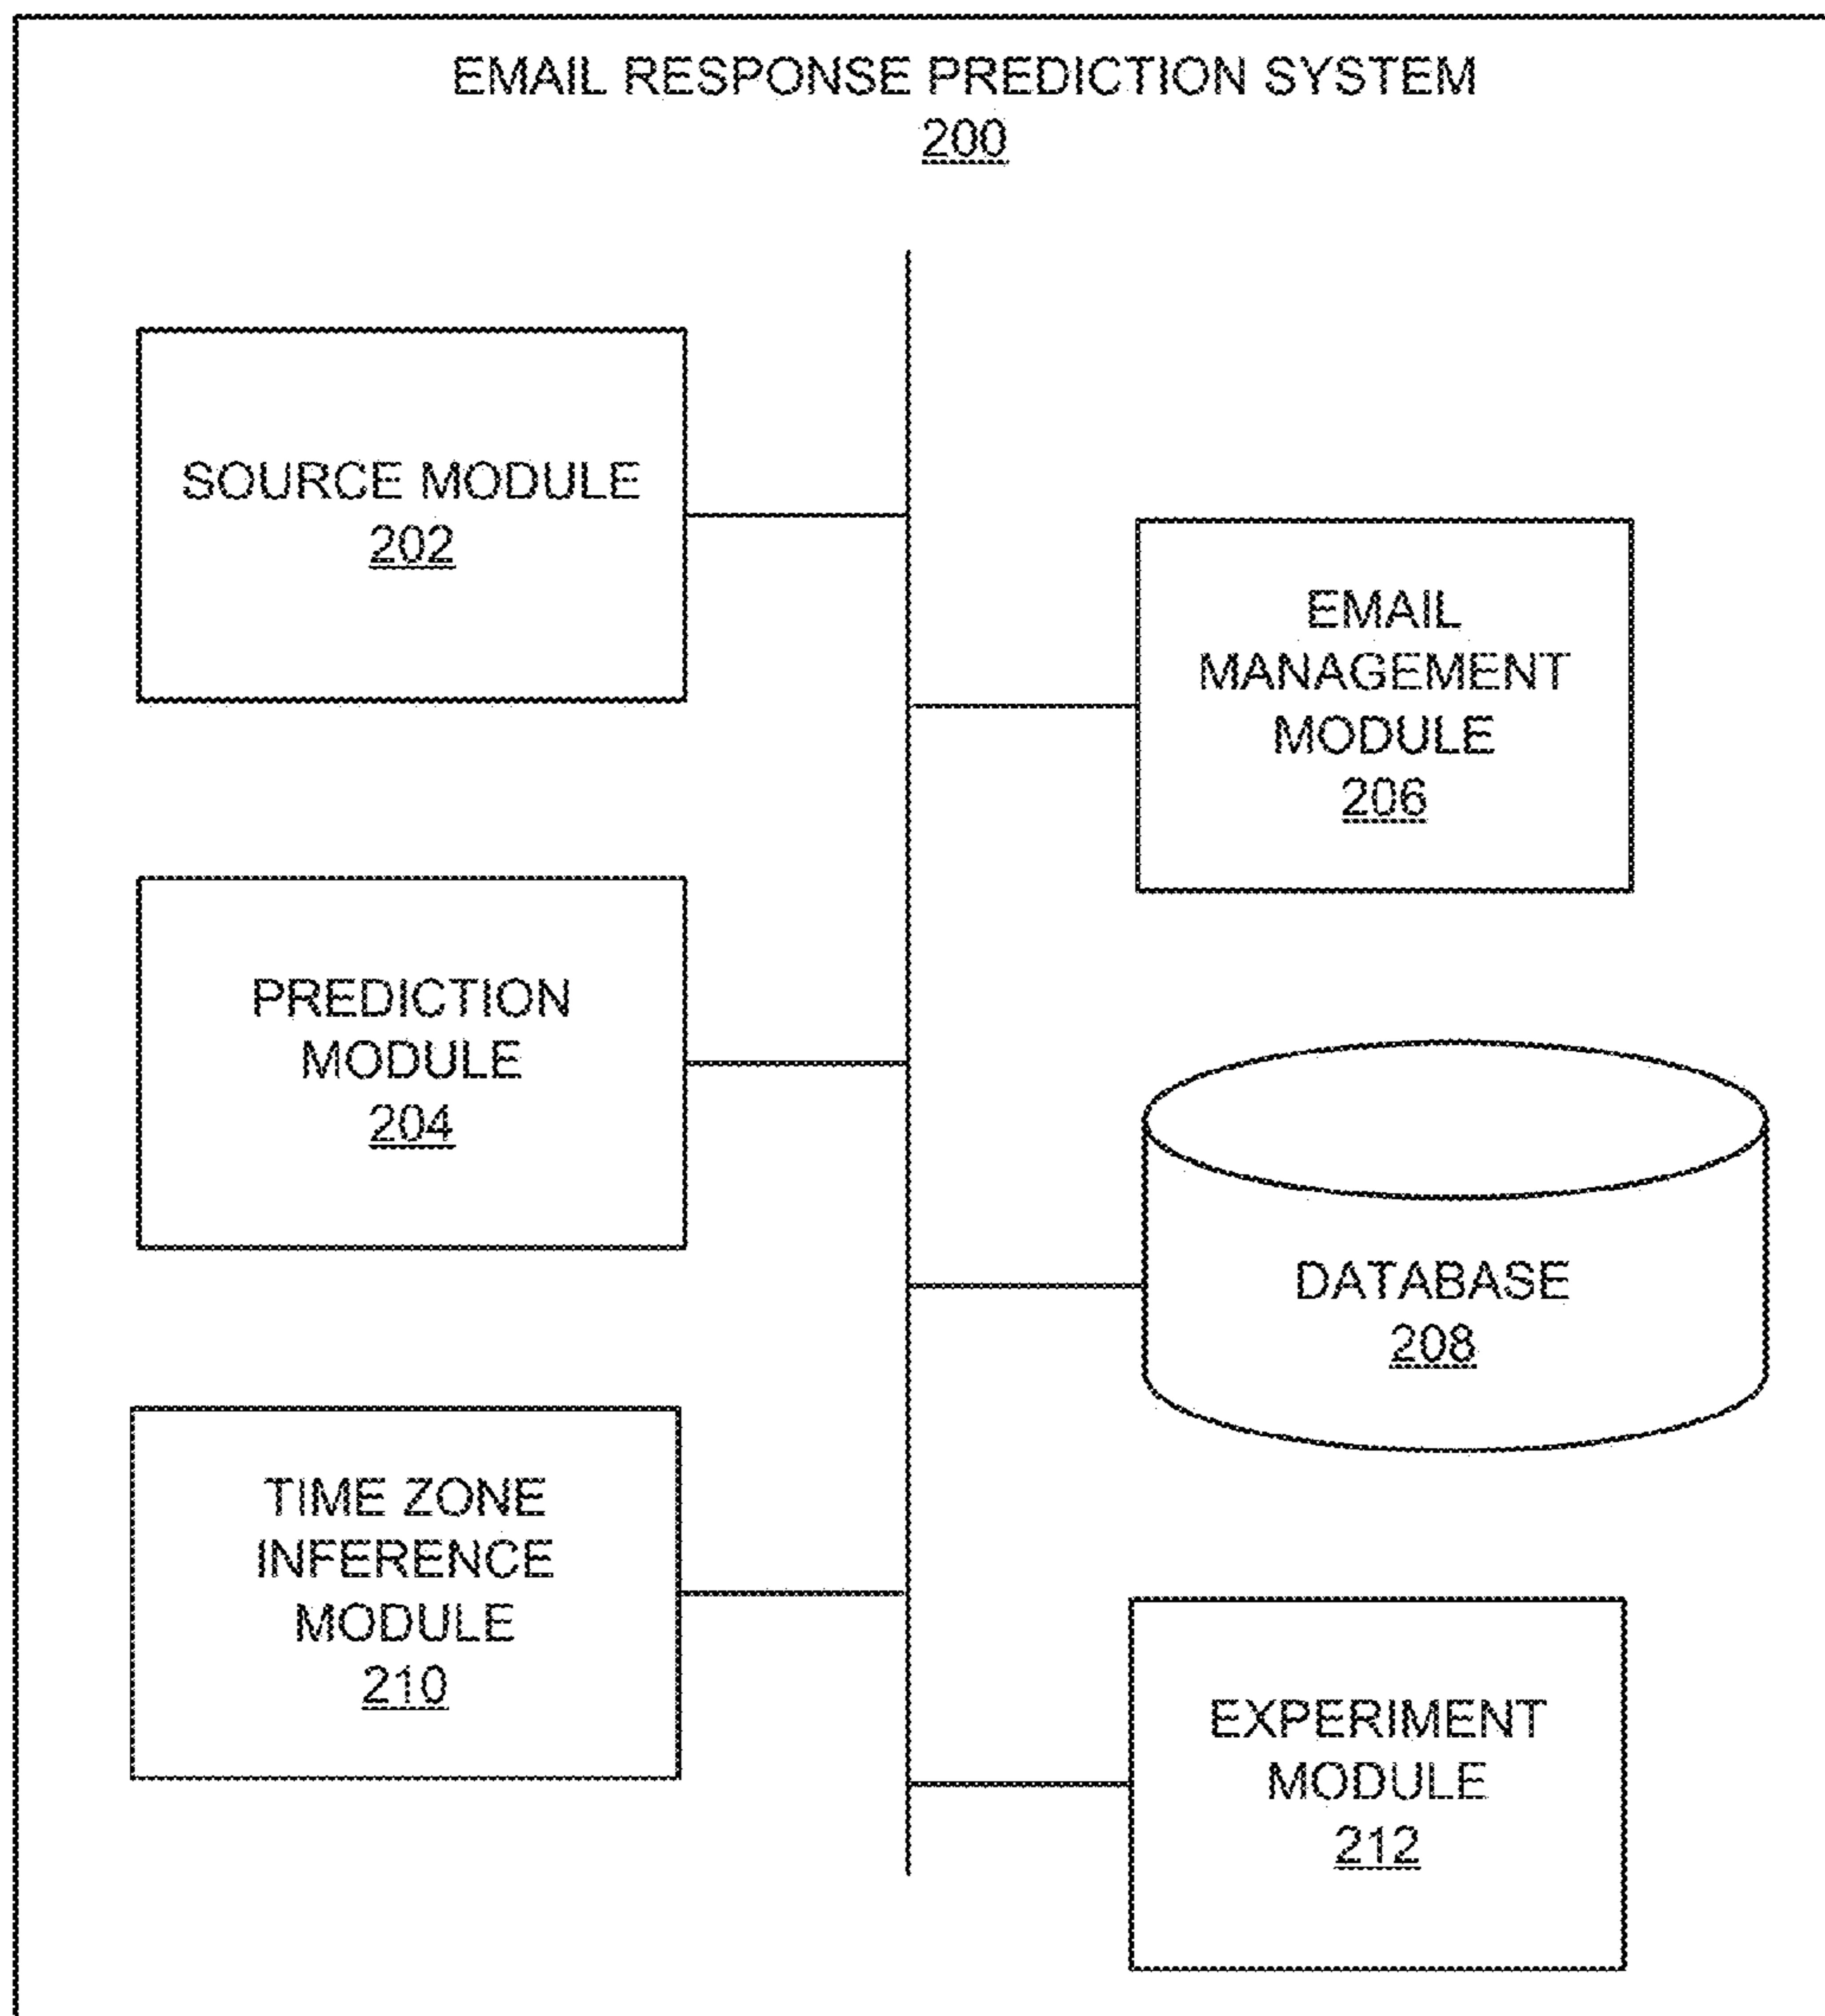 EMAIL RESPONSE PREDICTION SYSTEM
200
SOURCE MODULE
202
EMAIL
MANAGEMENT
MODULE
206
PREDICTION
MODULE
204
DATABASE
208
TIME ZONE
INFERENCE
MODULE
210
EXPERIMENT
MODULE
212